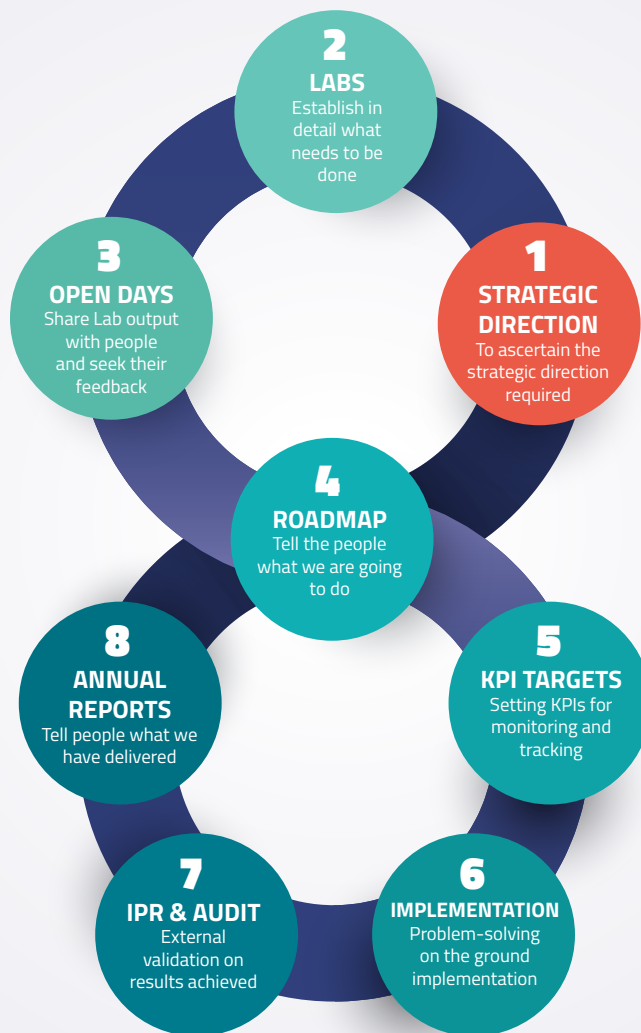 2
LABS
Establish in
detail what
needs to be
done
3
OPEN DAYS
Share Lab output
with people
and seek their
feedback
1
STRATEGIC
DIRECTION
To ascertain the
strategic direction
required
4
ROADMAP
Tell the people
what we are going
to do
8
ANNUAL
REPORTS
Tell people what we
have delivered
5
KPI TARGETS
Setting KPIs for
monitoring and
tracking
7
IPR & AUDIT
External
validation on
results achieved
6
IMPLEMENTATION
Problem-solving
on the ground
implementation